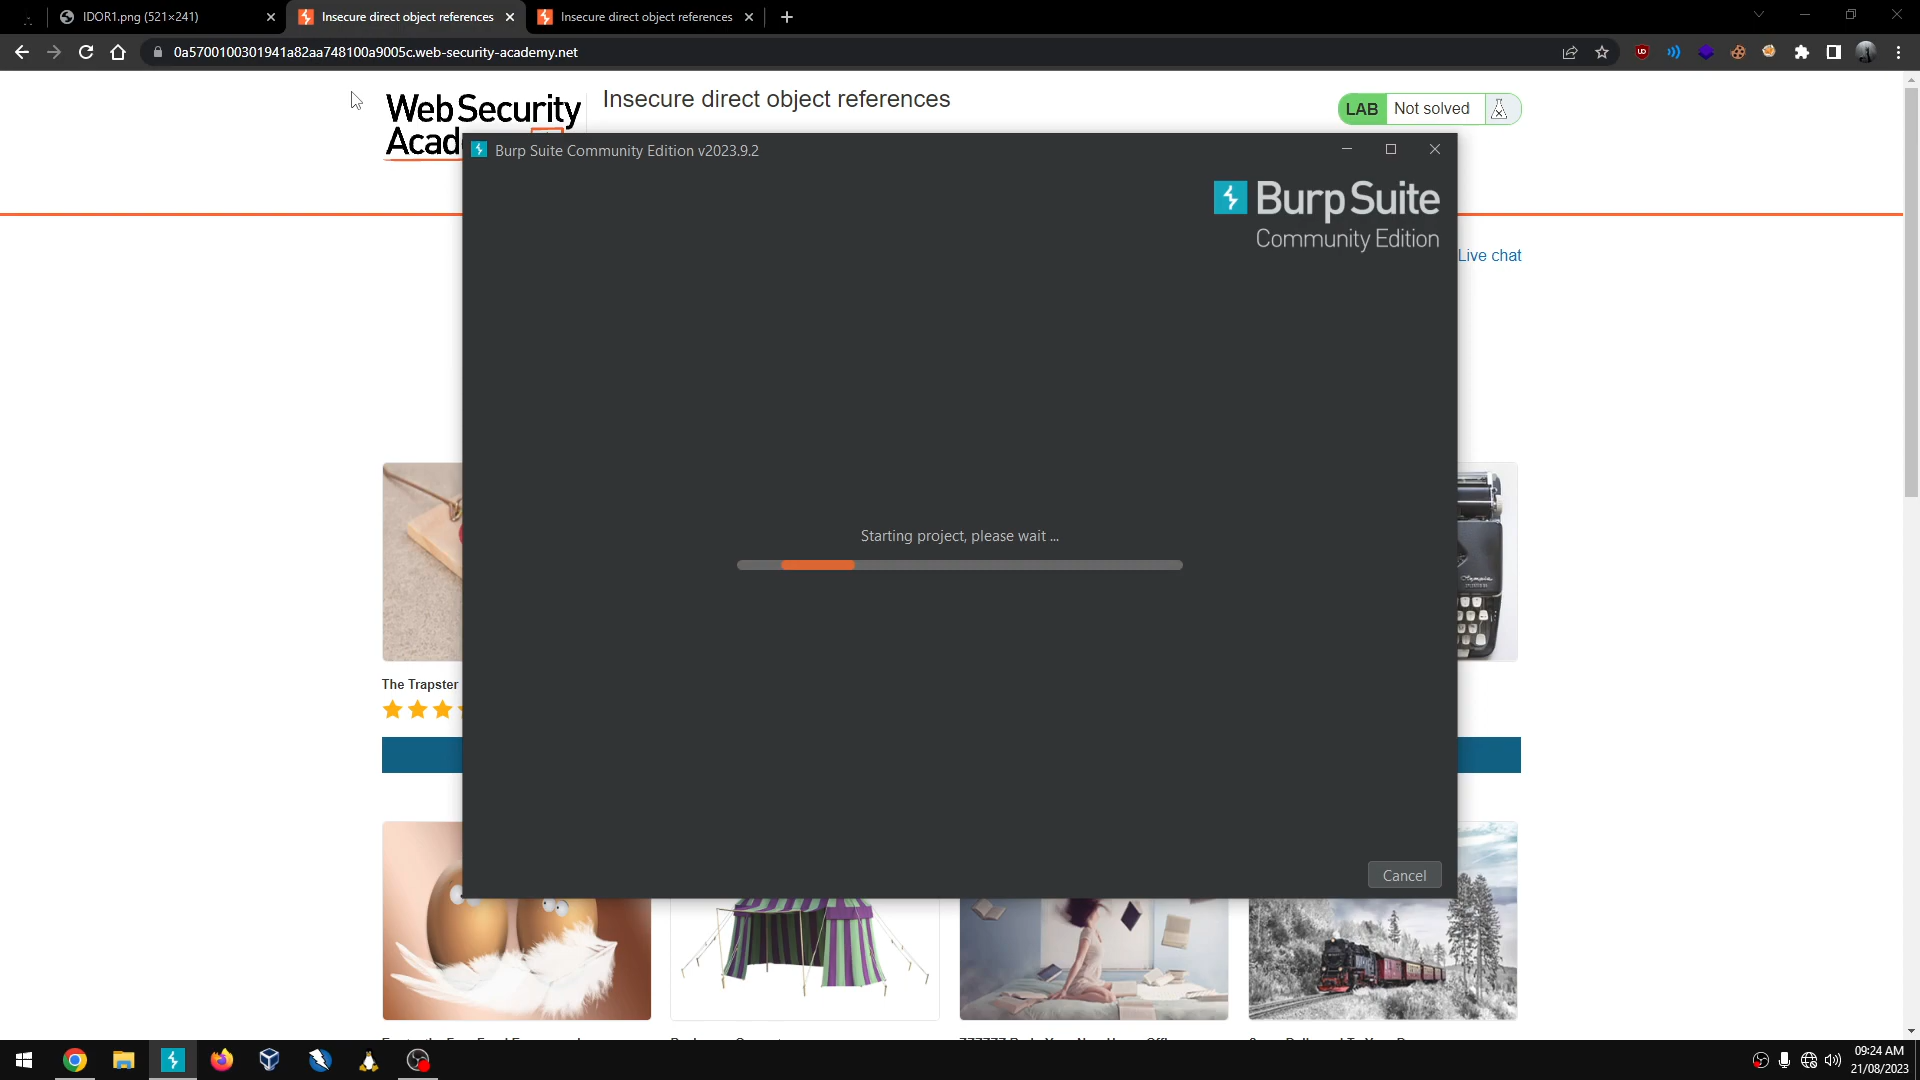 IDOR1.png (521×241)
Insecure direct object references
Insecure direct object references
0a5700100301941a82aa748100a9005c.web-security-academy.net
Web Security
Acad
Insecure direct object references
LAB Not solved
Burp Suite Community Edition v2023.9.2
Burp Suite
Community Edition
Live chat
Starting project, please wait ...
The Trapster
Cancel
09:24 AM
21/08/2023